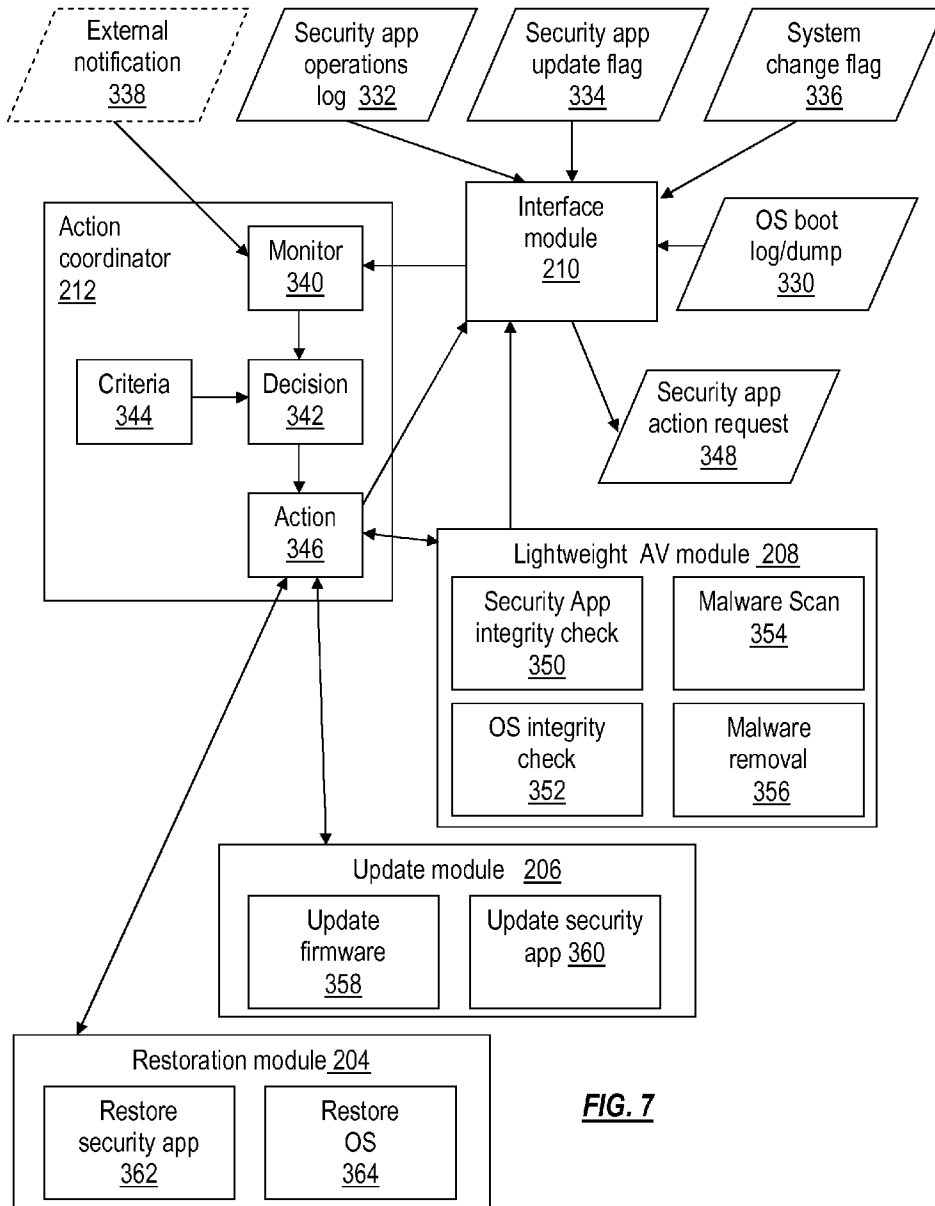 External
notification
338
Security app
operations
log 332
Security app
update flag
334
System
change flag
336
Action
coordinator
212
Monitor
340
Interface
module
210
OS boot
log/dump
330
Criteria
344
Decision
342
Security app
action request
348
Action
346
Lightweight AV module 208
Security App
integrity check
350
Malware Scan
354
OS integrity
check
352
Malware
removal
356
Update module 206
Update
firmware
358
Update security
app 360
Restoration module 204
Restore
security app
362
Restore
OS
364
FIG. 7